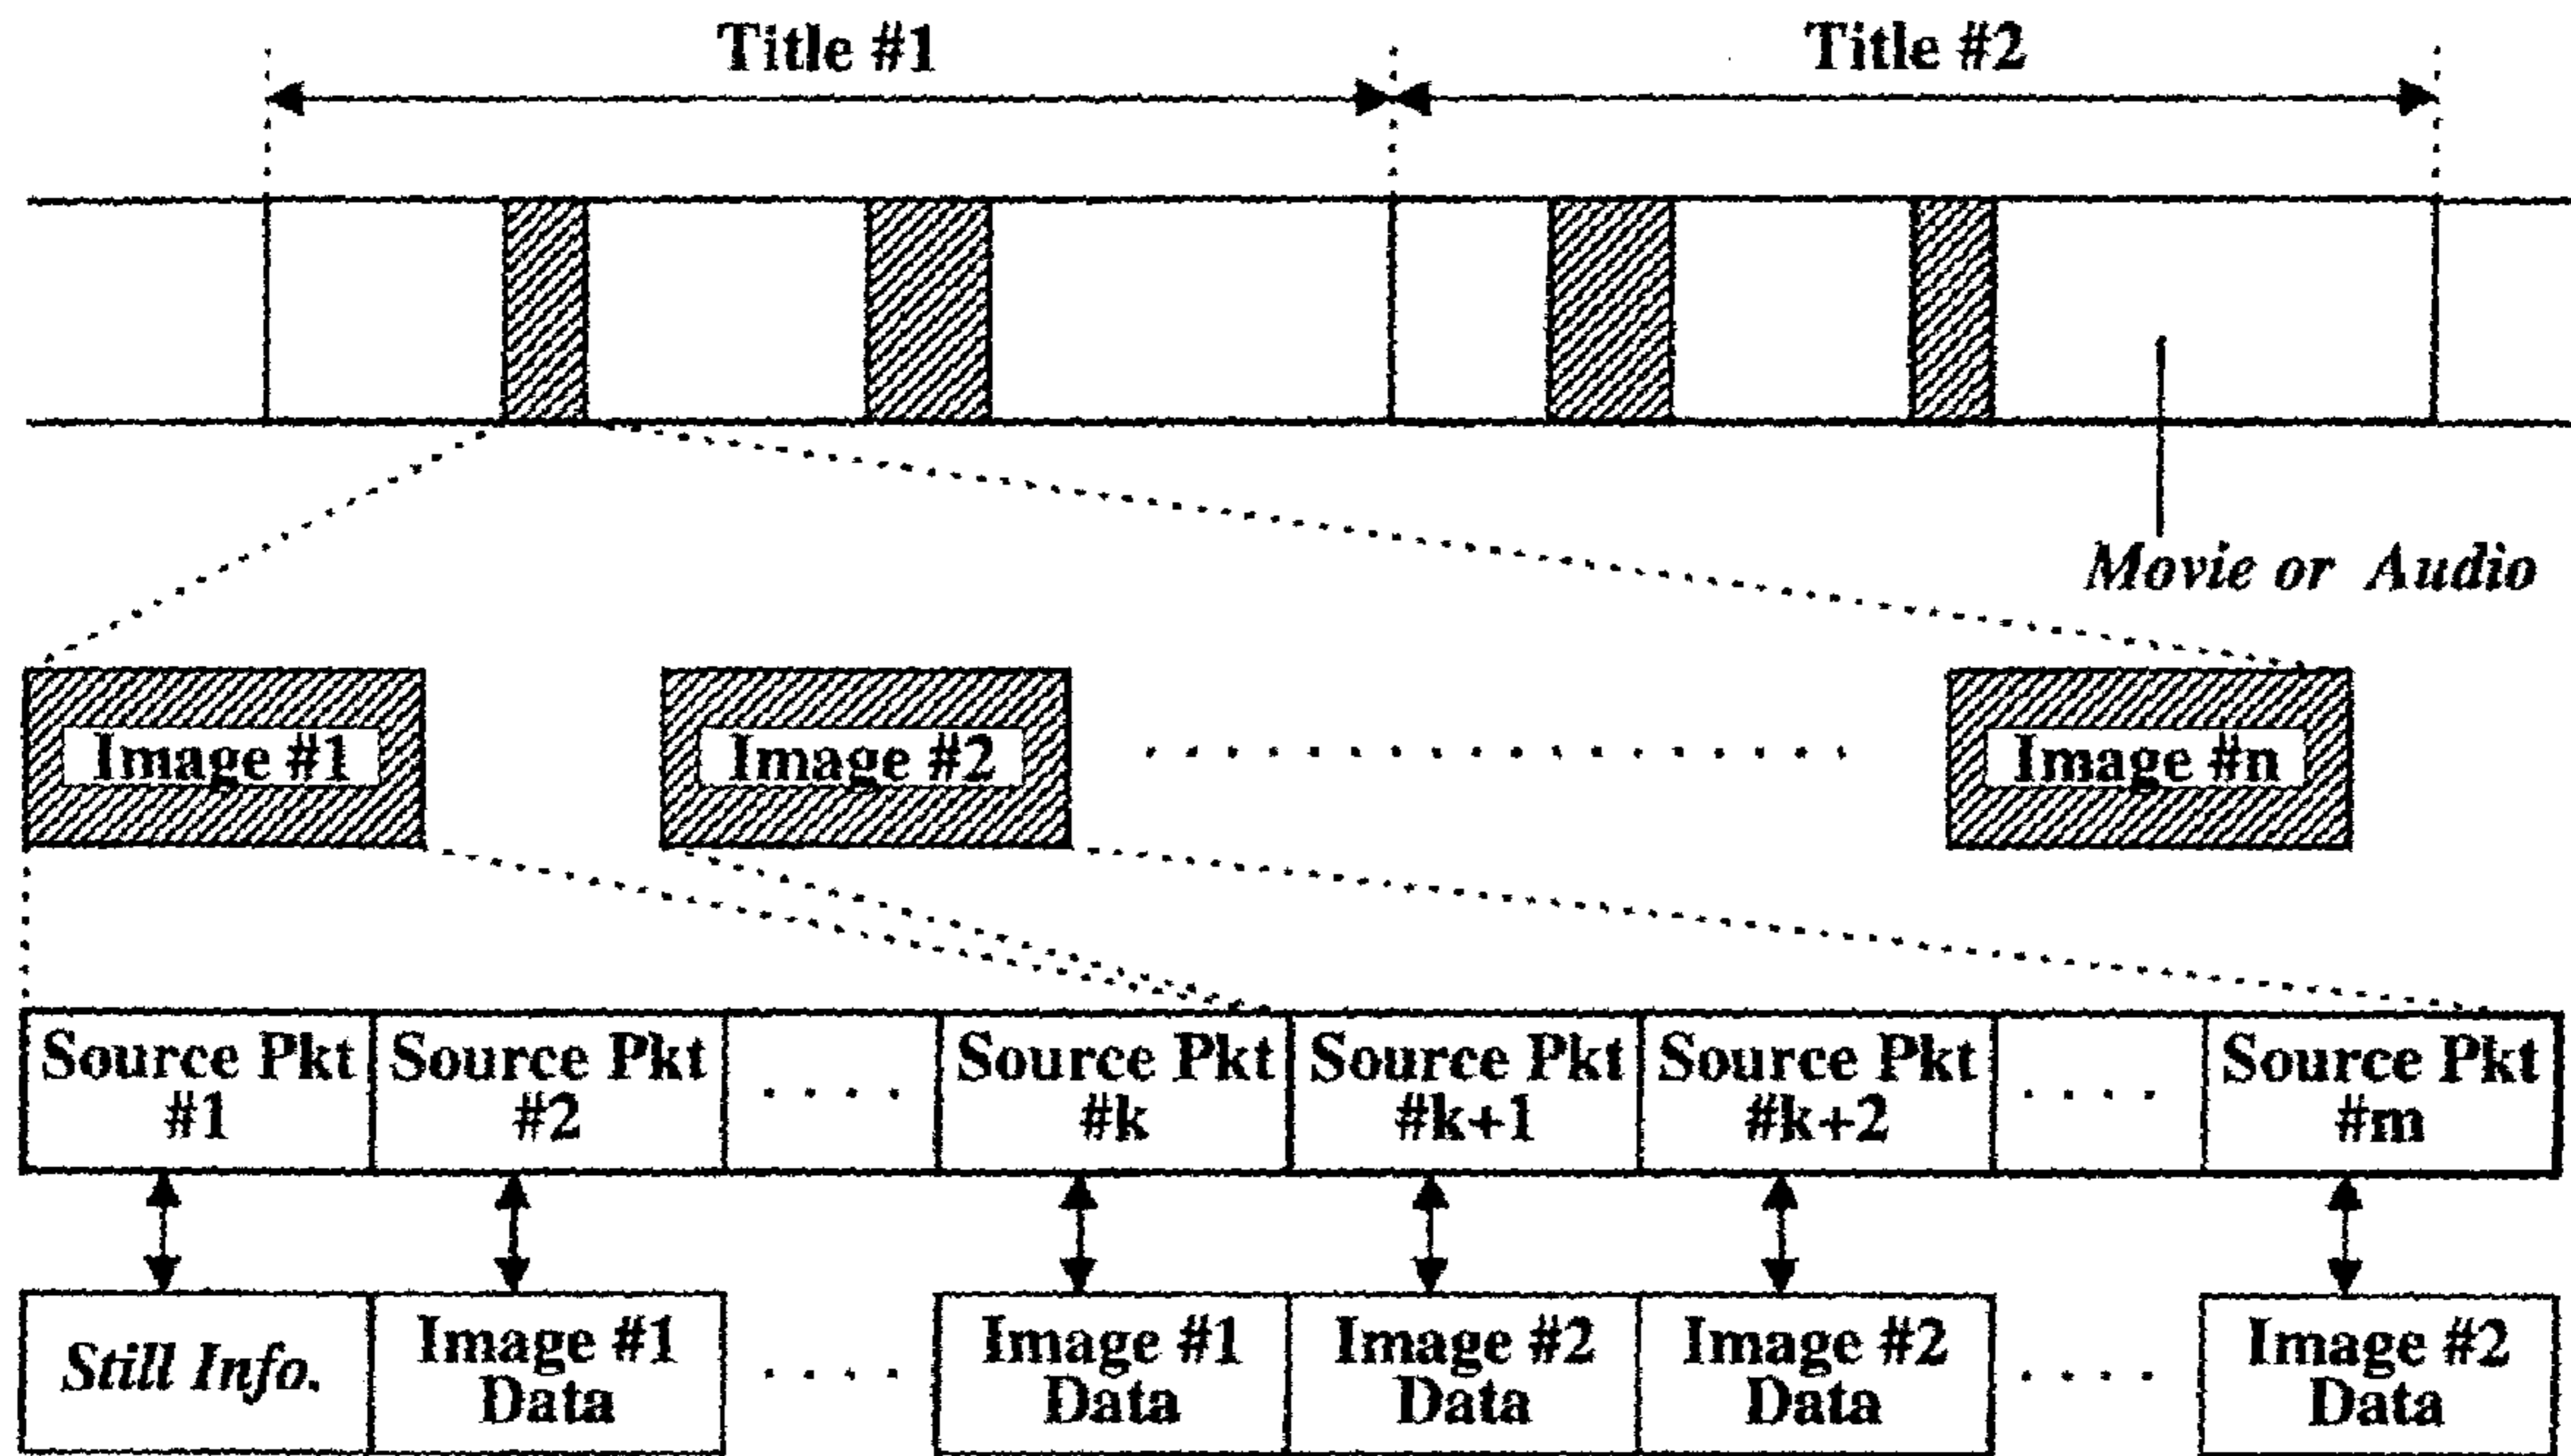 Title #1
Title #2
Movie or Audio
Image #1
Image #2
Image #n
Source Pkt
#1
Source Pkt
#2
Source Pkt
#k
Source Pkt
#k+1
Source Pkt
#k+2
Source Pkt
#m
Still Info.
Image #1
Data
Image #1
Data
Image #2
Data
Image #2
Data
Image #2
Data